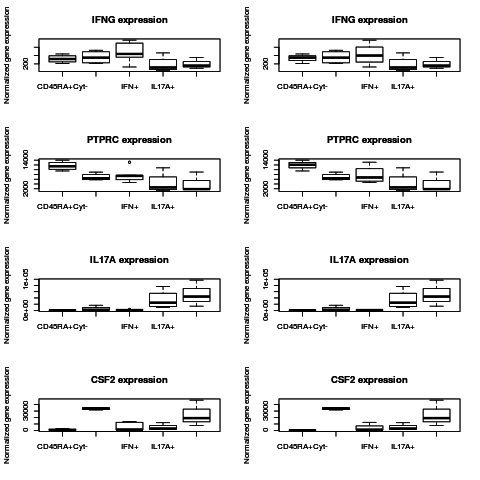 IFNG expression
Normalized gene expression
200
CD45RA+Cyt- IFN+ IL17A+
IFNG expression
Normalized gene expression
200
CD45RA+Cyt- IFN+ IL17A+
PTPRC expression
Normalized gene expression
2000 14000
CD45RA+Cyt- IFN+ IL17A+
PTPRC expression
Normalized gene expression
2000 14000
CD45RA+Cyt- IFN+ IL17A+
IL17A expression
Normalized gene expression
0e+00 1e+05
CD45RA+Cyt- IFN+ IL17A+
IL17A expression
Normalized gene expression
0e+00 1e+05
CD45RA+Cyt- IFN+ IL17A+
CSF2 expression
Normalized gene expression
0 30000
CD45RA+Cyt- IFN+ IL17A+
CSF2 expression
Normalized gene expression
0 30000
CD45RA+Cyt- IFN+ IL17A+